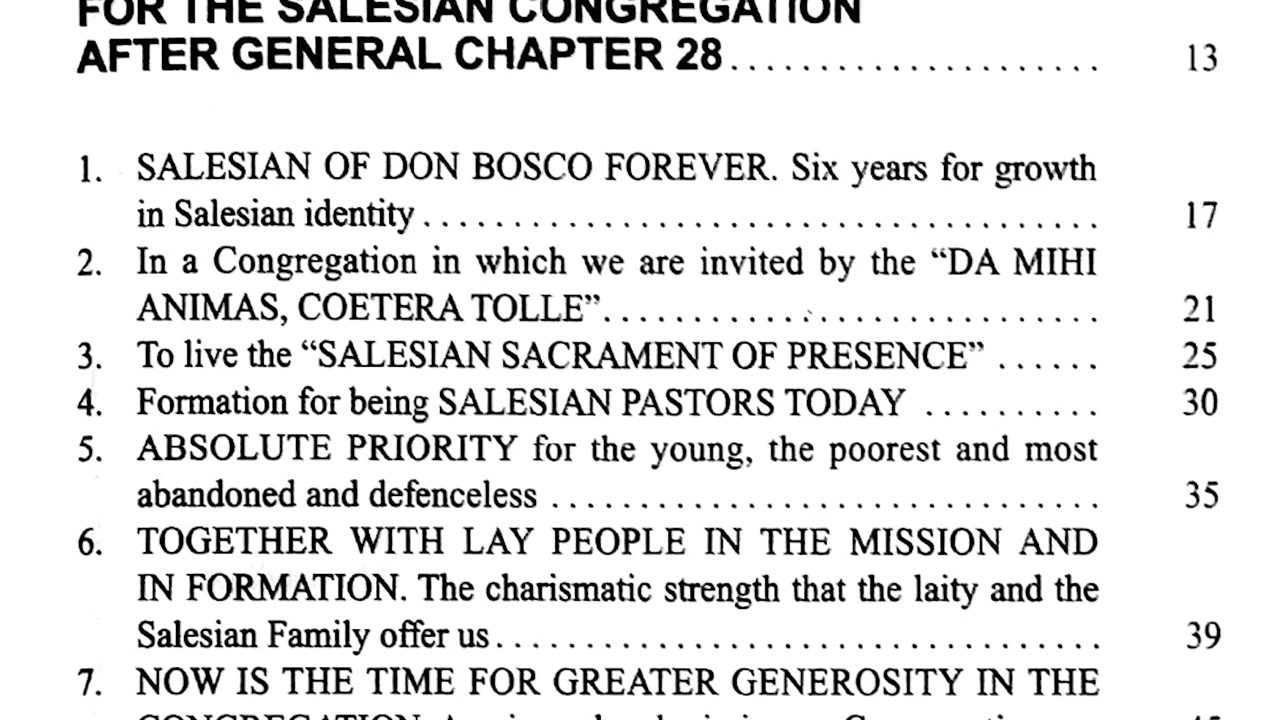 FOR THE SALESIAN CONGREGATION
AFTER GENERAL CHAPTER 28..................... 13
1. SALESIAN OF DON BOSCO FOREVER. Six years for growth
in Salesian identity..................................... 17
2. In a Congregation in which we are invited by the “DA MIHI
ANIMAS, COETERA TOLLE”........................... 21
3. To live the “SALESIAN SACRAMENT OF PRESENCE” ...... 25
4. Formation for being SALESIAN PASTORS TODAY .......... 30
5. ABSOLUTE PRIORITY for the young, the poorest and most
abandoned and defenceless .............................. 35
6. TOGETHER WITH LAY PEOPLE IN THE MISSION AND
IN FORMATION. The charismatic strength that the laity and the
Salesian Family offer us................................. 39
7. NOW IS THE TIME FOR GREATER GENEROSITY IN THE
CONGREGATION